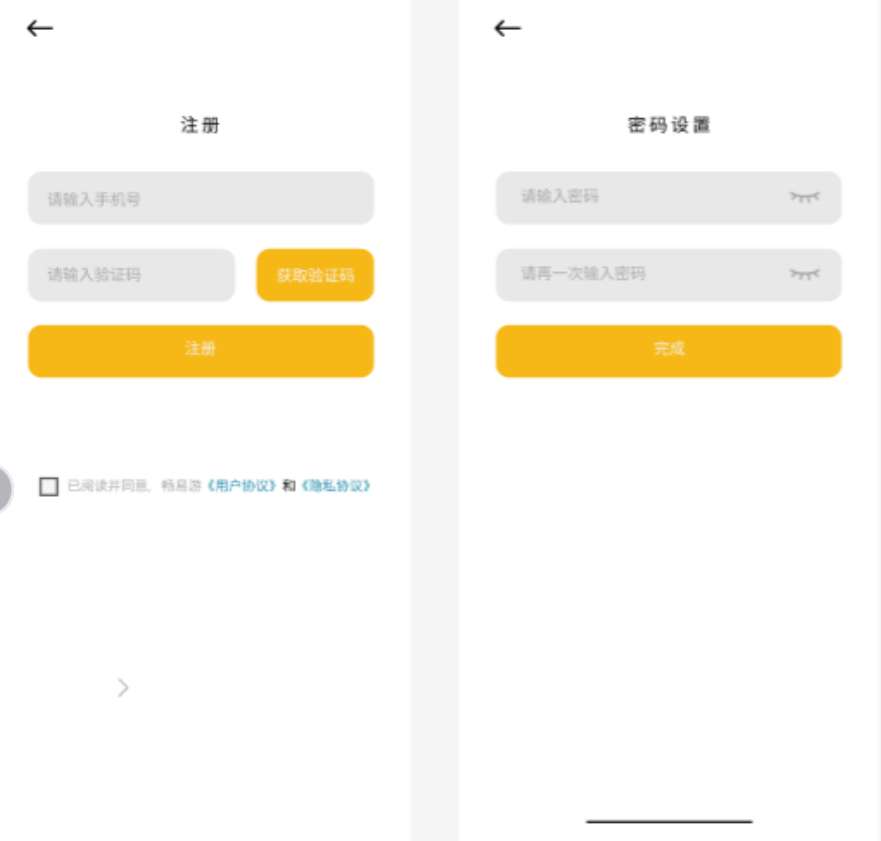 注册
请输入手机号
请输入验证码
获取验证码
注册
已阅读并同意，畅易游《用户协议》和《隐私协议》
密码设置
请输入密码
请再一次输入密码
完成